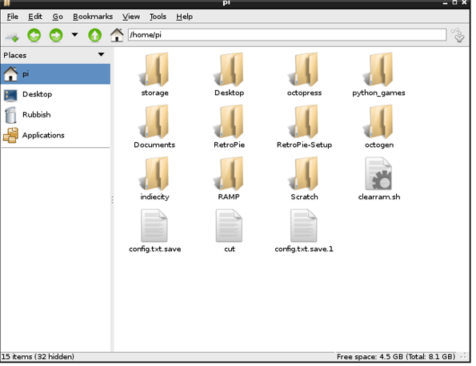 pi
File Edit Go Bookmarks View Tools Help
/home/pi
Places
pi
Desktop
Rubbish
Applications
storage Desktop octopress python_games
Documents RetroPie RetroPie-Setup octogen
indiecity RAMP Scratch clearram.sh
config.txt.save cut config.txt.save.1
15 items (32 hidden) Free space: 4.5 GB (Total: 8.1 GB)